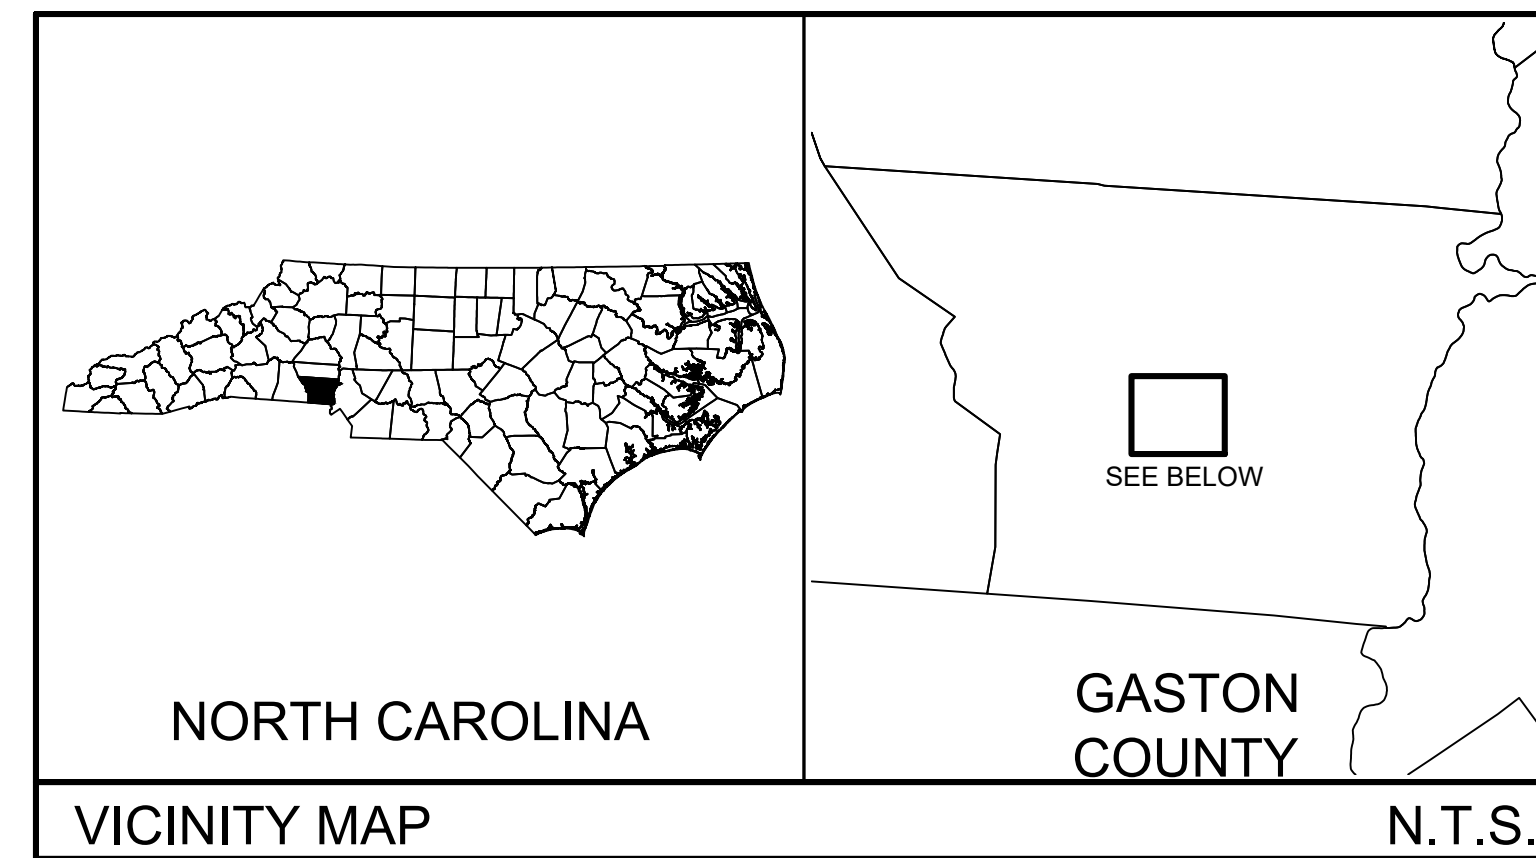 SEE BELOW
NORTH CAROLINA
GASTON
COUNTY
VICINITY MAP
N.T.S.